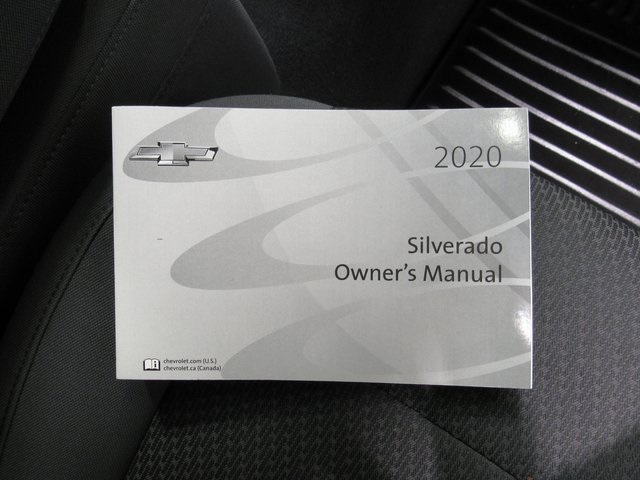 2020
Silverado
Owner's Manual
chevrolet.com (U.S.)
chevrolet.ca (Canada)